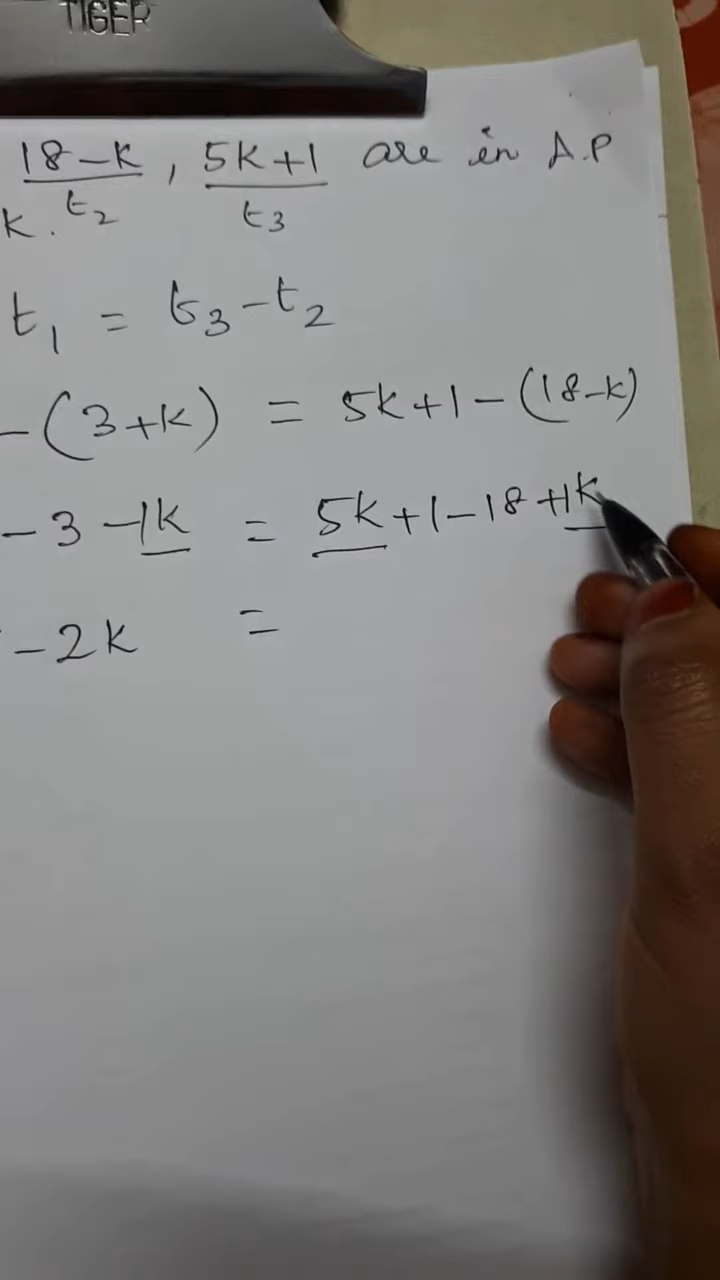 TIGER
18-K, 5K+1 are in A.P
K. t2 t3
t1 = t3-t2
-(3+K) = 5K+1-(18-K)
-3-1K = 5K+1-18+1K
-2K =